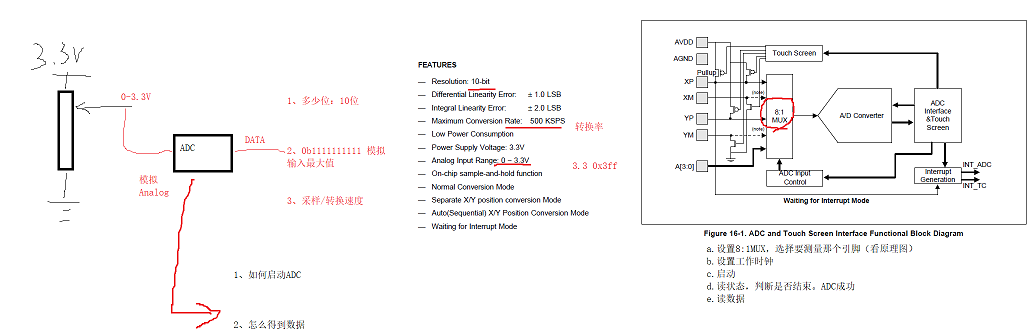 3.3V
0-3.3V
ADC
DATA
模拟
Analog
1、多少位：10位
2、0b1111111111 模拟
输入最大值
3、采样/转换速度
1、如何启动ADC
2、怎么得到数据
FEATURES
— Resolution: 10-bit
— Differential Linearity Error: ± 1.0 LSB
— Integral Linearity Error: ± 2.0 LSB
— Maximum Conversion Rate: 500 KSPS
转换率
— Low Power Consumption
— Power Supply Voltage: 3.3V
— Analog Input Range: 0 ~ 3.3V
3.3 0x3ff
— On-chip sample-and-hold function
— Normal Conversion Mode
— Separate X/Y position conversion Mode
— Auto(Sequential) X/Y Position Conversion Mode
— Waiting for Interrupt Mode
AVDD
AGND
Pullup
XP
XM
YP
YM
A[3:0]
(note)
(note)
Touch Screen
8:1
MUX
A/D Converter
ADC
Interface
&Touch
Screen
ADC Input
Control
Interrupt
Generation
INT_ADC
INT_TC
Waiting for Interrupt Mode
Figure 16-1. ADC and Touch Screen Interface Functional Block Diagram
a. 设置8:1MUX，选择要测量那个引脚（看原理图）
b. 设置工作时钟
c. 启动
d. 读状态，判断是否结束。ADC成功
e. 读数据